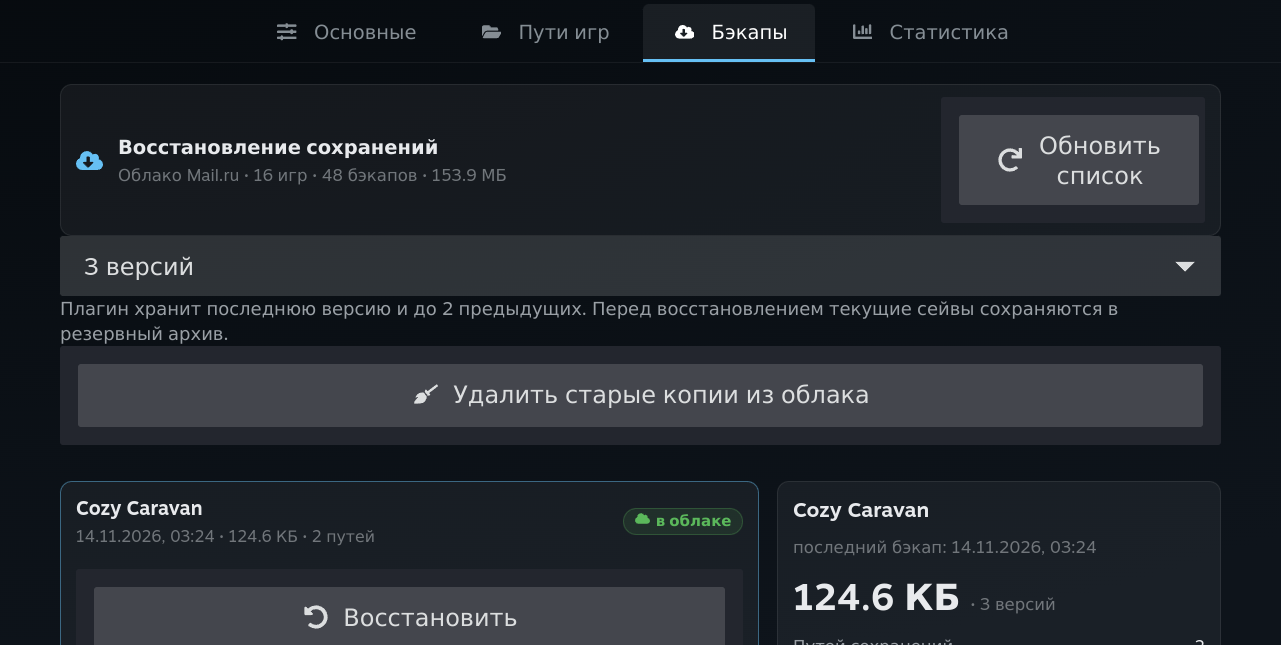 Основные
Пути игр
Бэкапы
Статистика
Восстановление сохранений
Облако Mail.ru · 16 игр · 48 бэкапов · 153.9 МБ
Обновить
список
3 версий
Плагин хранит последнюю версию и до 2 предыдущих. Перед восстановлением текущие сейвы сохраняются в
резервный архив.
Удалить старые копии из облака
Cozy Caravan
14.11.2026, 03:24 · 124.6 КБ · 2 путей
в облаке
Восстановить
Cozy Caravan
последний бэкап: 14.11.2026, 03:24
124.6 КБ · 3 версий
Путей сохранений 2